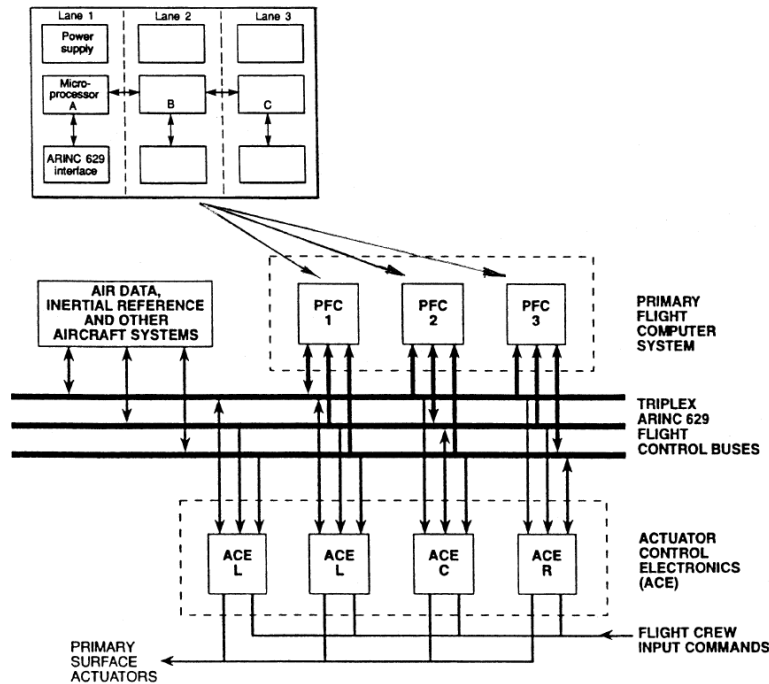 Lane 1
Lane 2
Lane 3
Power
supply
Micro-
processor
A
B
C
ARINC 629
interface
AIR DATA,
INERTIAL REFERENCE
AND OTHER
AIRCRAFT SYSTEMS
PFC
1
PFC
2
PFC
3
PRIMARY
FLIGHT
COMPUTER
SYSTEM
TRIPLEX
ARINC 629
FLIGHT
CONTROL BUSES
ACE
L
ACE
L
ACE
C
ACE
R
ACTUATOR
CONTROL
ELECTRONICS
(ACE)
FLIGHT CREW
INPUT COMMANDS
PRIMARY
SURFACE
ACTUATORS